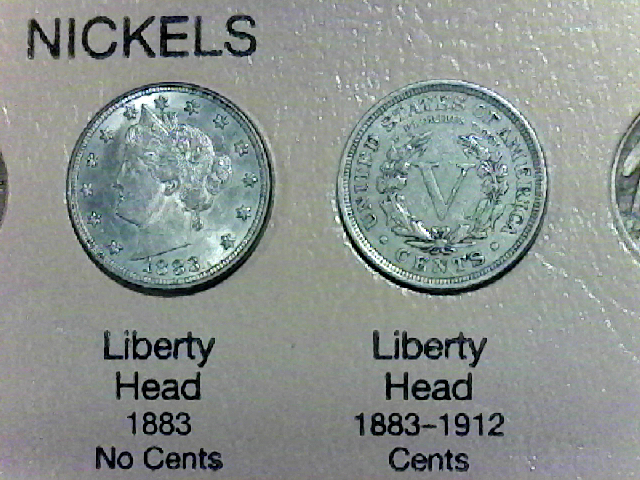 NICKELS
1883
UNITED STATES OF AMERICA
E PLURIBUS UNUM
V
CENTS
Liberty
Head
1883
No Cents
Liberty
Head
1883-1912
Cents